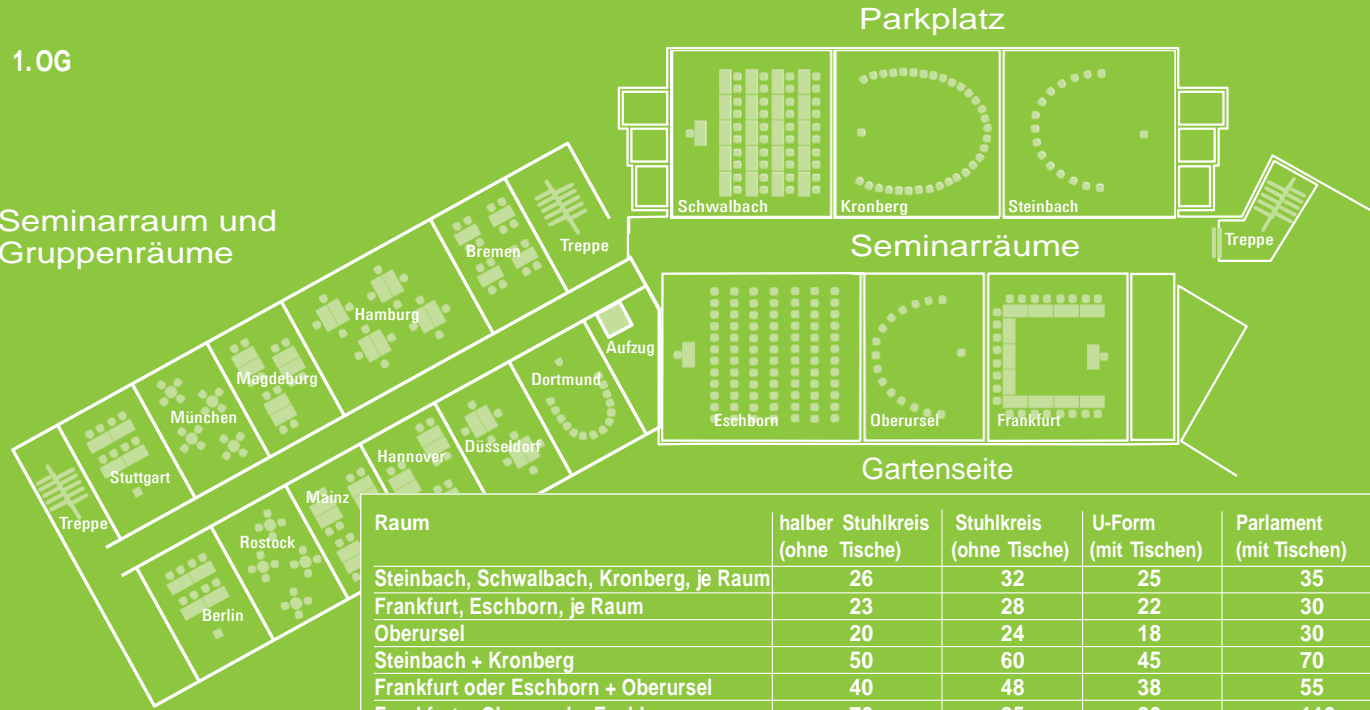 1. OG
Parkplatz
Schwalbach
Kronberg
Steinbach
Seminarraum und
Gruppenräume
Treppe
Bremen
Treppe
Seminarräume
Hamburg
Aufzug
Magdeburg
Dortmund
München
Eschborn
Oberursel
Frankfurt
Düsseldorf
Hannover
Stuttgart
Gartenseite
Mainz
Treppe
Rostock
Berlin
Raum halber Stuhlkreis Stuhlkreis U-Form Parlament
(ohne Tische) (ohne Tische) (mit Tischen) (mit Tischen)
Steinbach, Schwalbach, Kronberg, je Raum 26 32 25 35
Frankfurt, Eschborn, je Raum 23 28 22 30
Oberursel 20 24 18 30
Steinbach + Kronberg 50 60 45 70
Frankfurt oder Eschborn + Oberursel 40 48 38 55